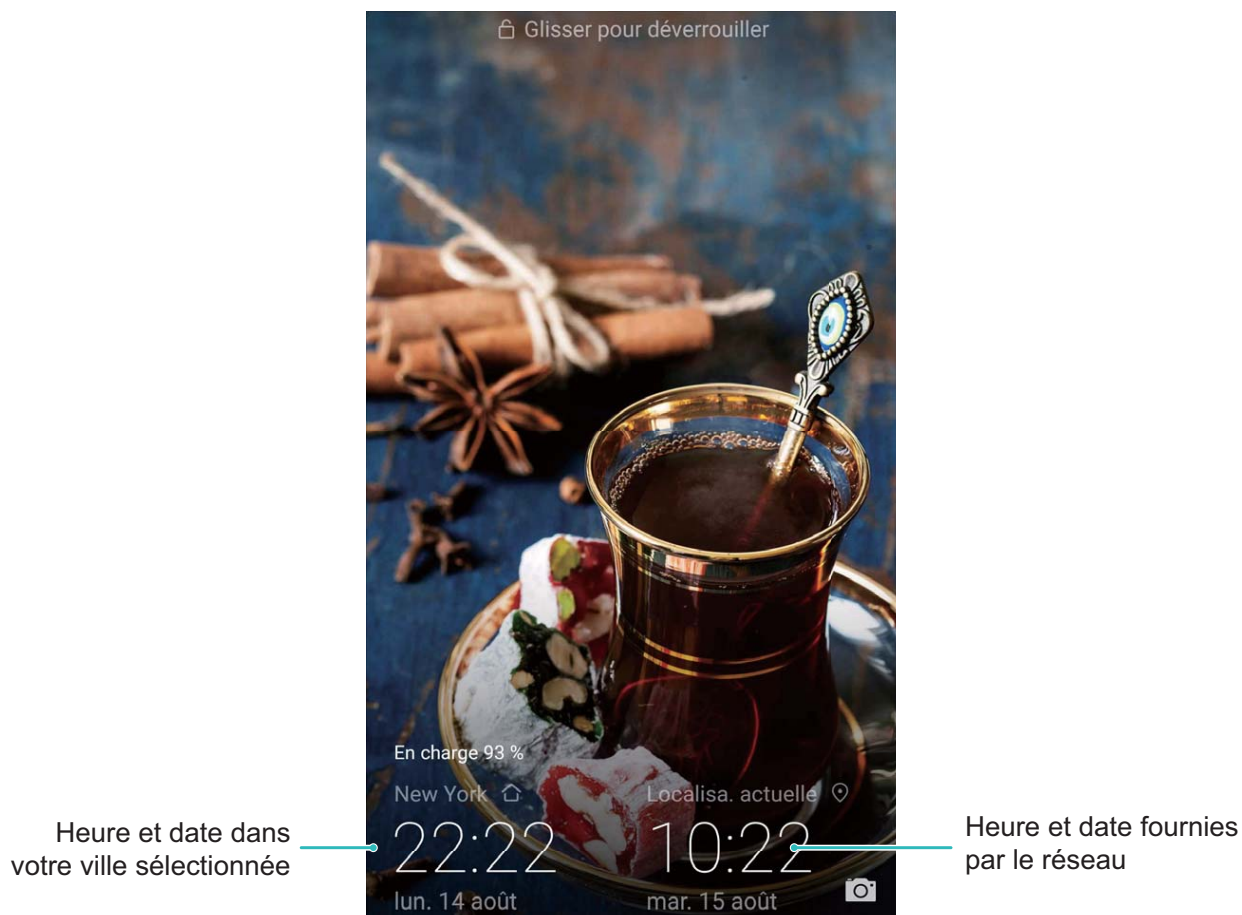 Glisser pour déverrouiller
En charge 93 %
New York
Localisa. actuelle
22:22
10:22
lun. 14 août
mar. 15 août
Heure et date dans
votre ville sélectionnée
Heure et date fournies
par le réseau